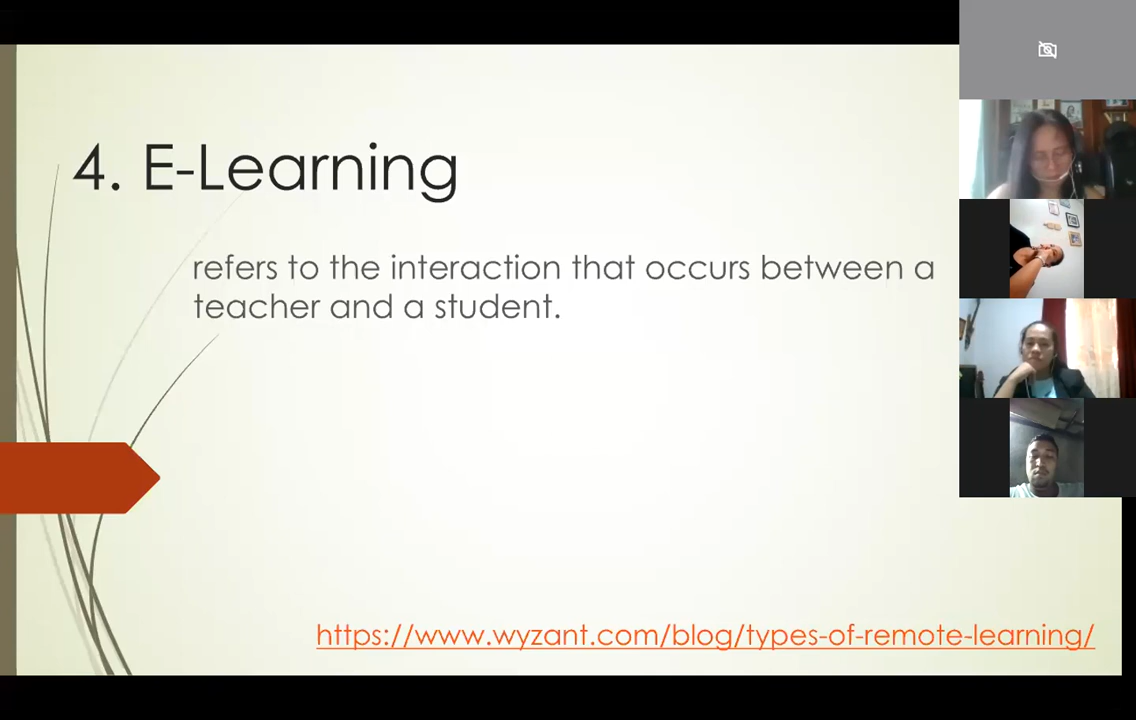 4. E-Learning
refers to the interaction that occurs between a
teacher and a student.
https://www.wyzant.com/blog/types-of-remote-learning/